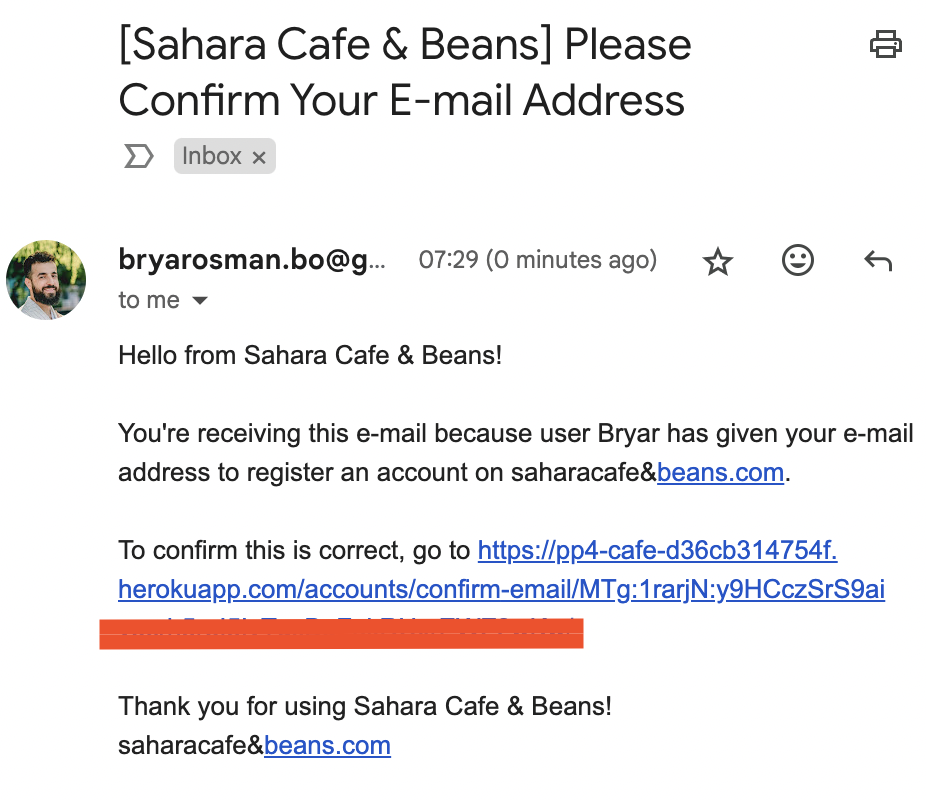 [Sahara Cafe & Beans] Please
Confirm Your E-mail Address
Inbox ×
bryarosman.bo@g... 07:29 (0 minutes ago)
to me
Hello from Sahara Cafe & Beans!
You're receiving this e-mail because user Bryar has given your e-mail
address to register an account on saharacafe&beans.com.
To confirm this is correct, go to https://pp4-cafe-d36cb314754f.
herokuapp.com/accounts/confirm-email/MTg:1rarjN:y9HCczSrS9ai
Thank you for using Sahara Cafe & Beans!
saharacafe&beans.com